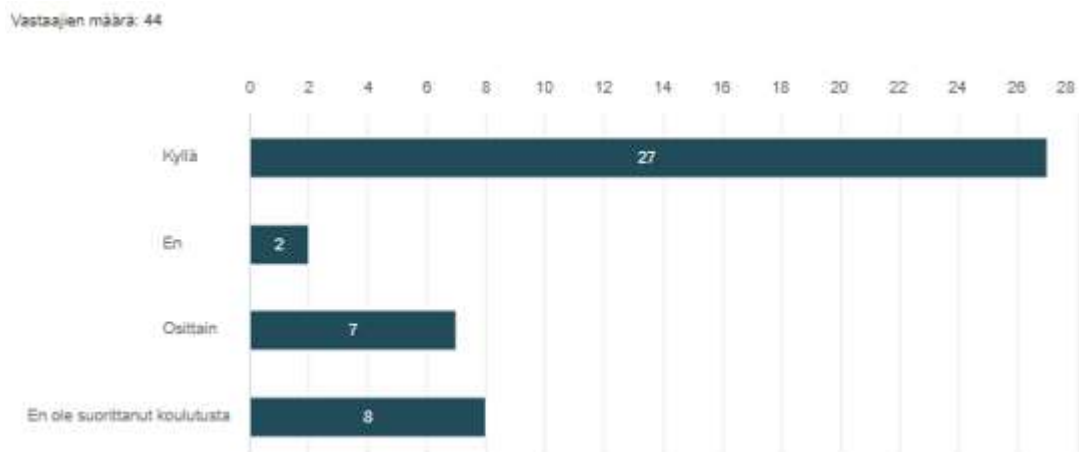 Vastaajien määrä: 44
0 2 4 6 8 10 12 14 16 18 20 22 24 26 28
Kyllä 27
En 2
Osittain 7
En ole suorittanut koulutusta 8